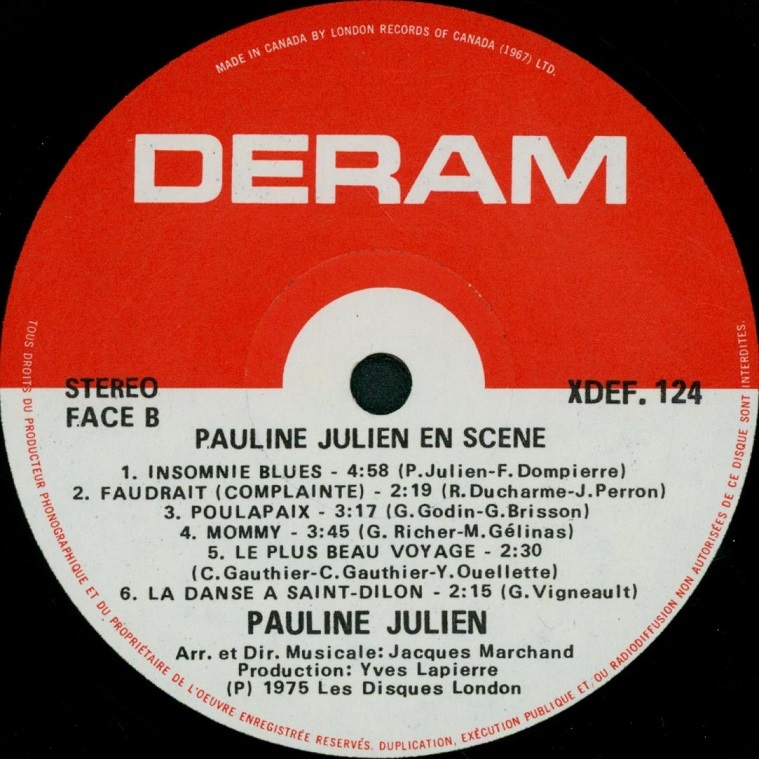 MADE IN CANADA BY LONDON RECORDS OF CANADA (1967) LTD.
DERAM
STEREO
FACE B
XDEF. 124
PAULINE JULIEN EN SCENE
1. INSOMNIE BLUES - 4:58 (P.Julien-F. Dompierre)
2. FAUDRAIT (COMPLAINTE) - 2:19 (R.Ducharme-J.Perron)
3. POULAPAIX - 3:17 (G.Godin-G.Brisson)
4. MOMMY - 3:45 (G. Richer-M.Gélinas)
5. LE PLUS BEAU VOYAGE - 2:30
(C.Gauthier-C.Gauthier-Y.Ouellette)
6. LA DANSE A SAINT-DILON - 2:15 (G.Vigneault)
PAULINE JULIEN
Arr. et Dir. Musicale: Jacques Marchand
Production: Yves Lapierre
(P) 1975 Les Disques London
TOUS DROITS DU PRODUCTEUR PHONOGRAPHIQUE ET DU PROPRIÉTAIRE DE L'OEUVRE ENREGISTRÉE RESERVÉS. DUPLICATION, EXÉCUTION PUBLIQUE ET/OU RADIODIFFUSION NON AUTORISÉES DE CE DISQUE SONT INTERDITES.